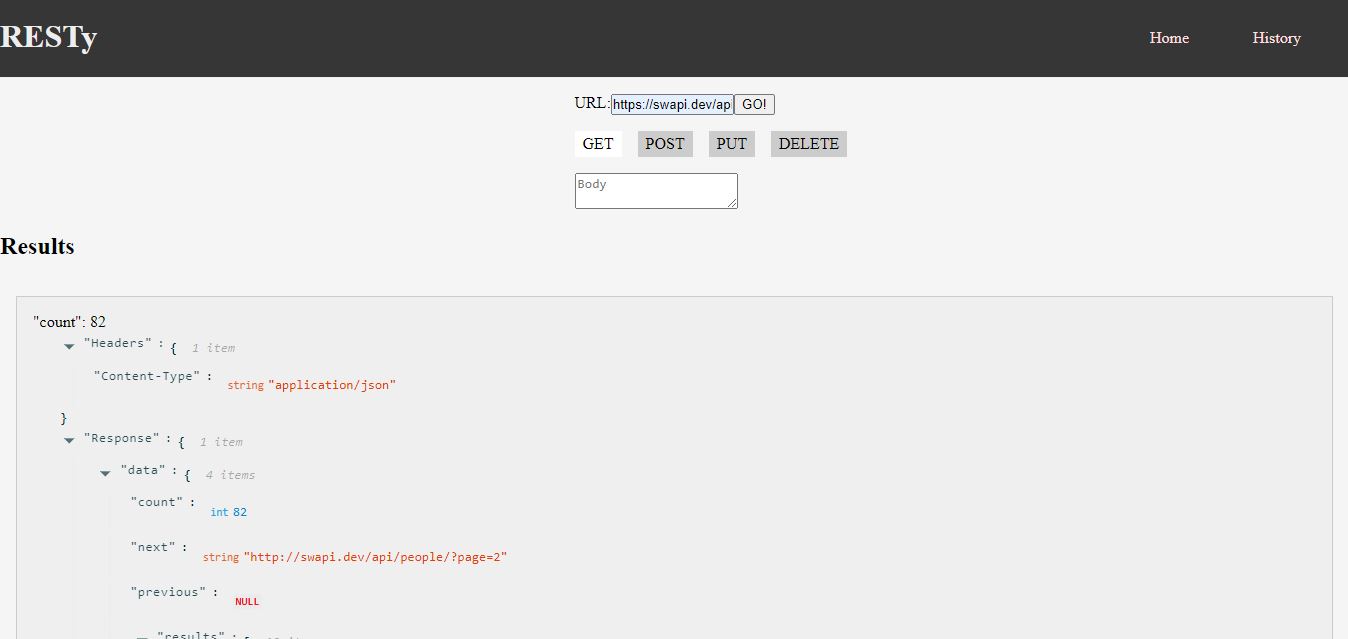 RESTy Home History
URL: https://swapi.dev/ap GO!
GET POST PUT DELETE
Body
Results
"count": 82
"Headers" : { 1 item
"Content-Type" : string "application/json"
}
"Response" : { 1 item
"data" : { 4 items
"count" : int 82
"next" : string "http://swapi.dev/api/people/?page=2"
"previous" : NULL
"results" : [